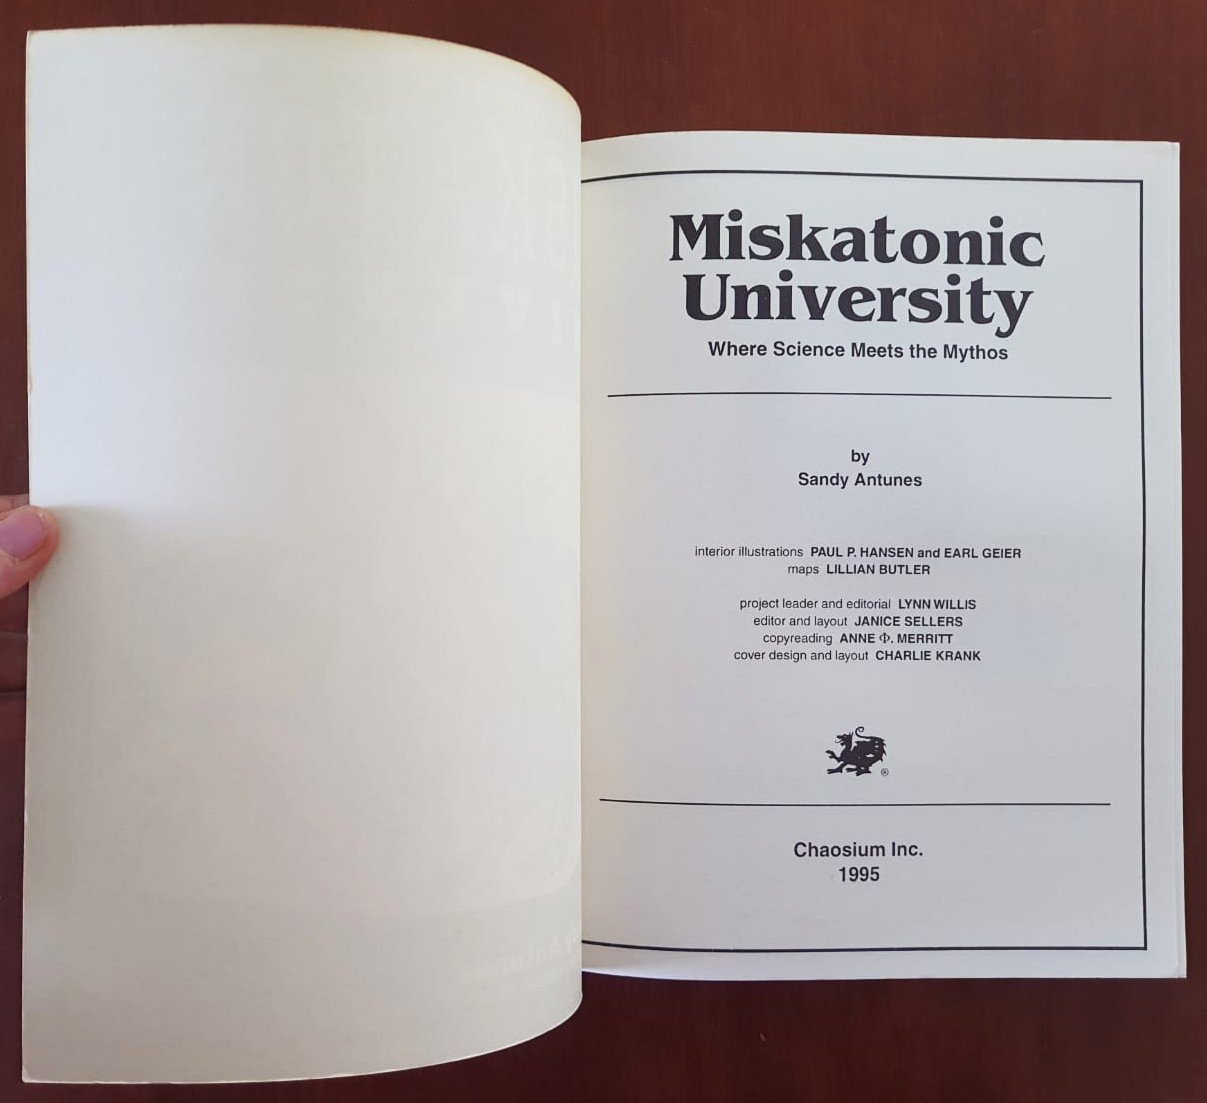 Miskatonic
University
Where Science Meets the Mythos
by
Sandy Antunes
interior illustrations PAUL P. HANSEN and EARL GEIER
maps LILLIAN BUTLER
project leader and editorial LYNN WILLIS
editor and layout JANICE SELLERS
copyreading ANNE Φ. MERRITT
cover design and layout CHARLIE KRANK
®
Chaosium Inc.
1995